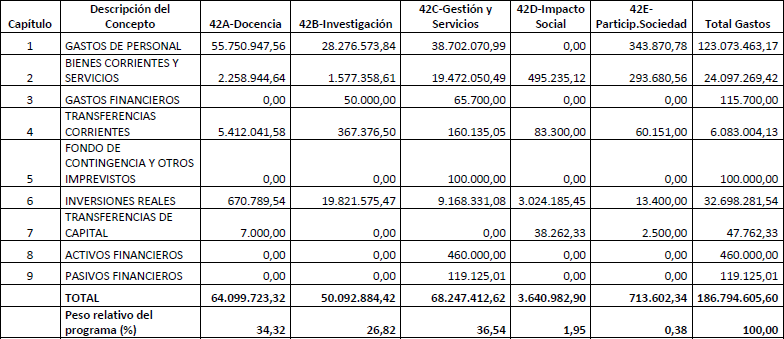 Capítulo Descripción del Concepto 42A-Docencia 42B-Investigación 42C-Gestión y Servicios 42D-Impacto Social 42E-Particip.Sociedad Total Gastos
1 GASTOS DE PERSONAL 55.750.947,56 28.276.573,84 38.702.070,99 0,00 343.870,78 123.073.463,17
2 BIENES CORRIENTES Y SERVICIOS 2.258.944,64 1.577.358,61 19.472.050,49 495.235,12 293.680,56 24.097.269,42
3 GASTOS FINANCIEROS 0,00 50.000,00 65.700,00 0,00 0,00 115.700,00
4 TRANSFERENCIAS CORRIENTES 5.412.041,58 367.376,50 160.135,05 83.300,00 60.151,00 6.083.004,13
5 FONDO DE CONTINGENCIA Y OTROS IMPREVISTOS 0,00 0,00 100.000,00 0,00 0,00 100.000,00
6 INVERSIONES REALES 670.789,54 19.821.575,47 9.168.331,08 3.024.185,45 13.400,00 32.698.281,54
7 TRANSFERENCIAS DE CAPITAL 7.000,00 0,00 0,00 38.262,33 2.500,00 47.762,33
8 ACTIVOS FINANCIEROS 0,00 0,00 460.000,00 0,00 0,00 460.000,00
9 PASIVOS FINANCIEROS 0,00 0,00 119.125,01 0,00 0,00 119.125,01
TOTAL 64.099.723,32 50.092.884,42 68.247.412,62 3.640.982,90 713.602,34 186.794.605,60
Peso relativo del programa (%) 34,32 26,82 36,54 1,95 0,38 100,00